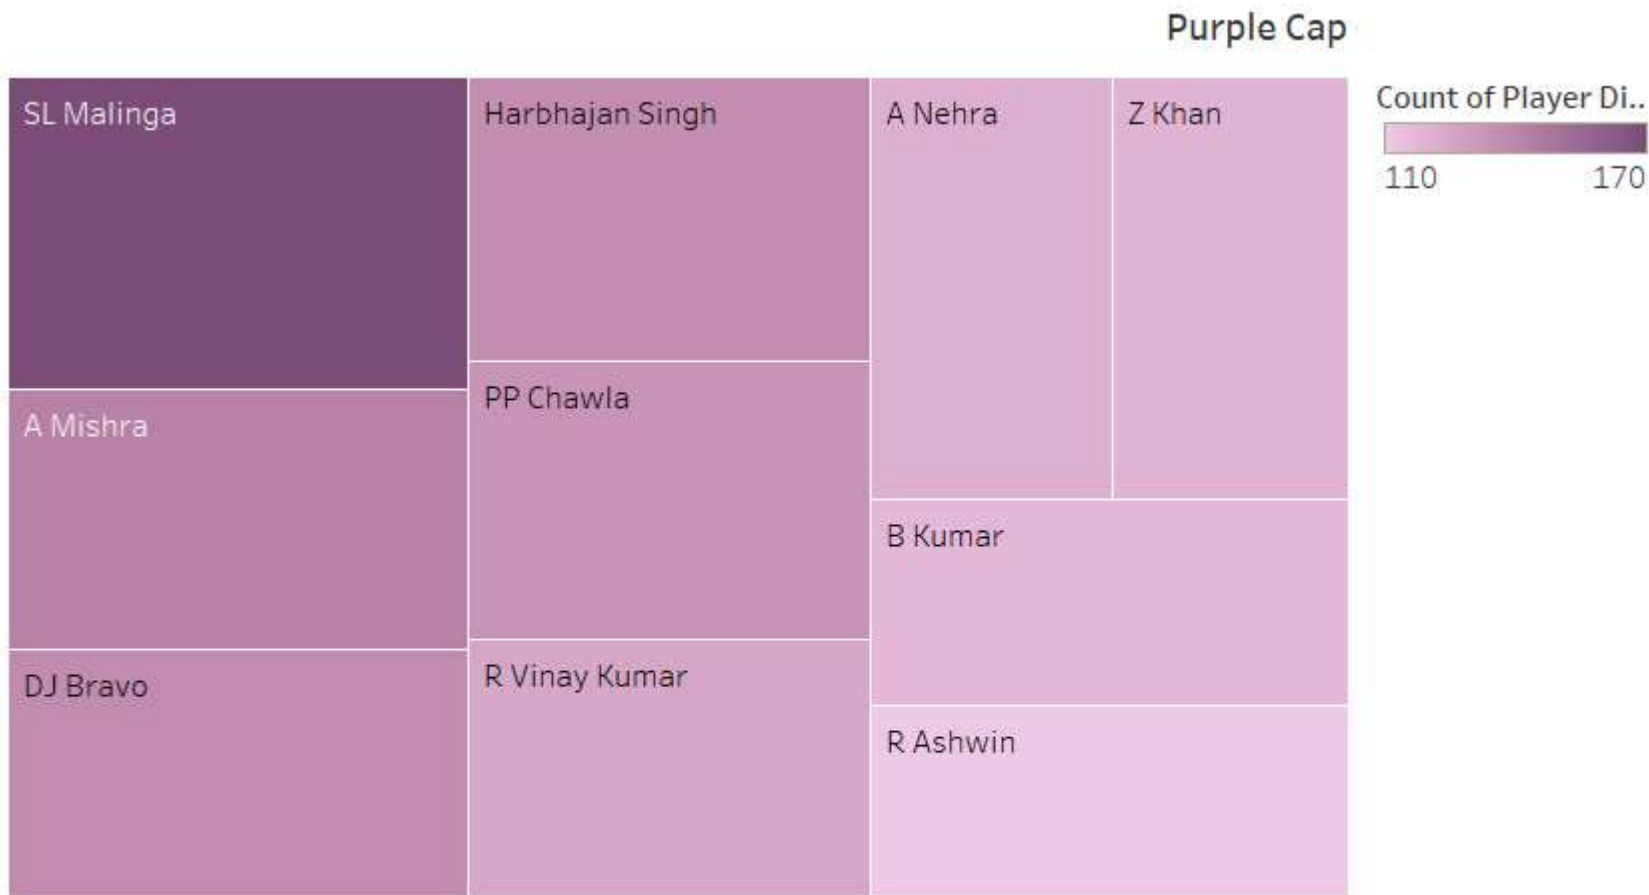 Purple Cap
SL Malinga
A Mishra
DJ Bravo
Harbhajan Singh
PP Chawla
R Vinay Kumar
A Nehra
Z Khan
B Kumar
R Ashwin
Count of Player Di..
110 170